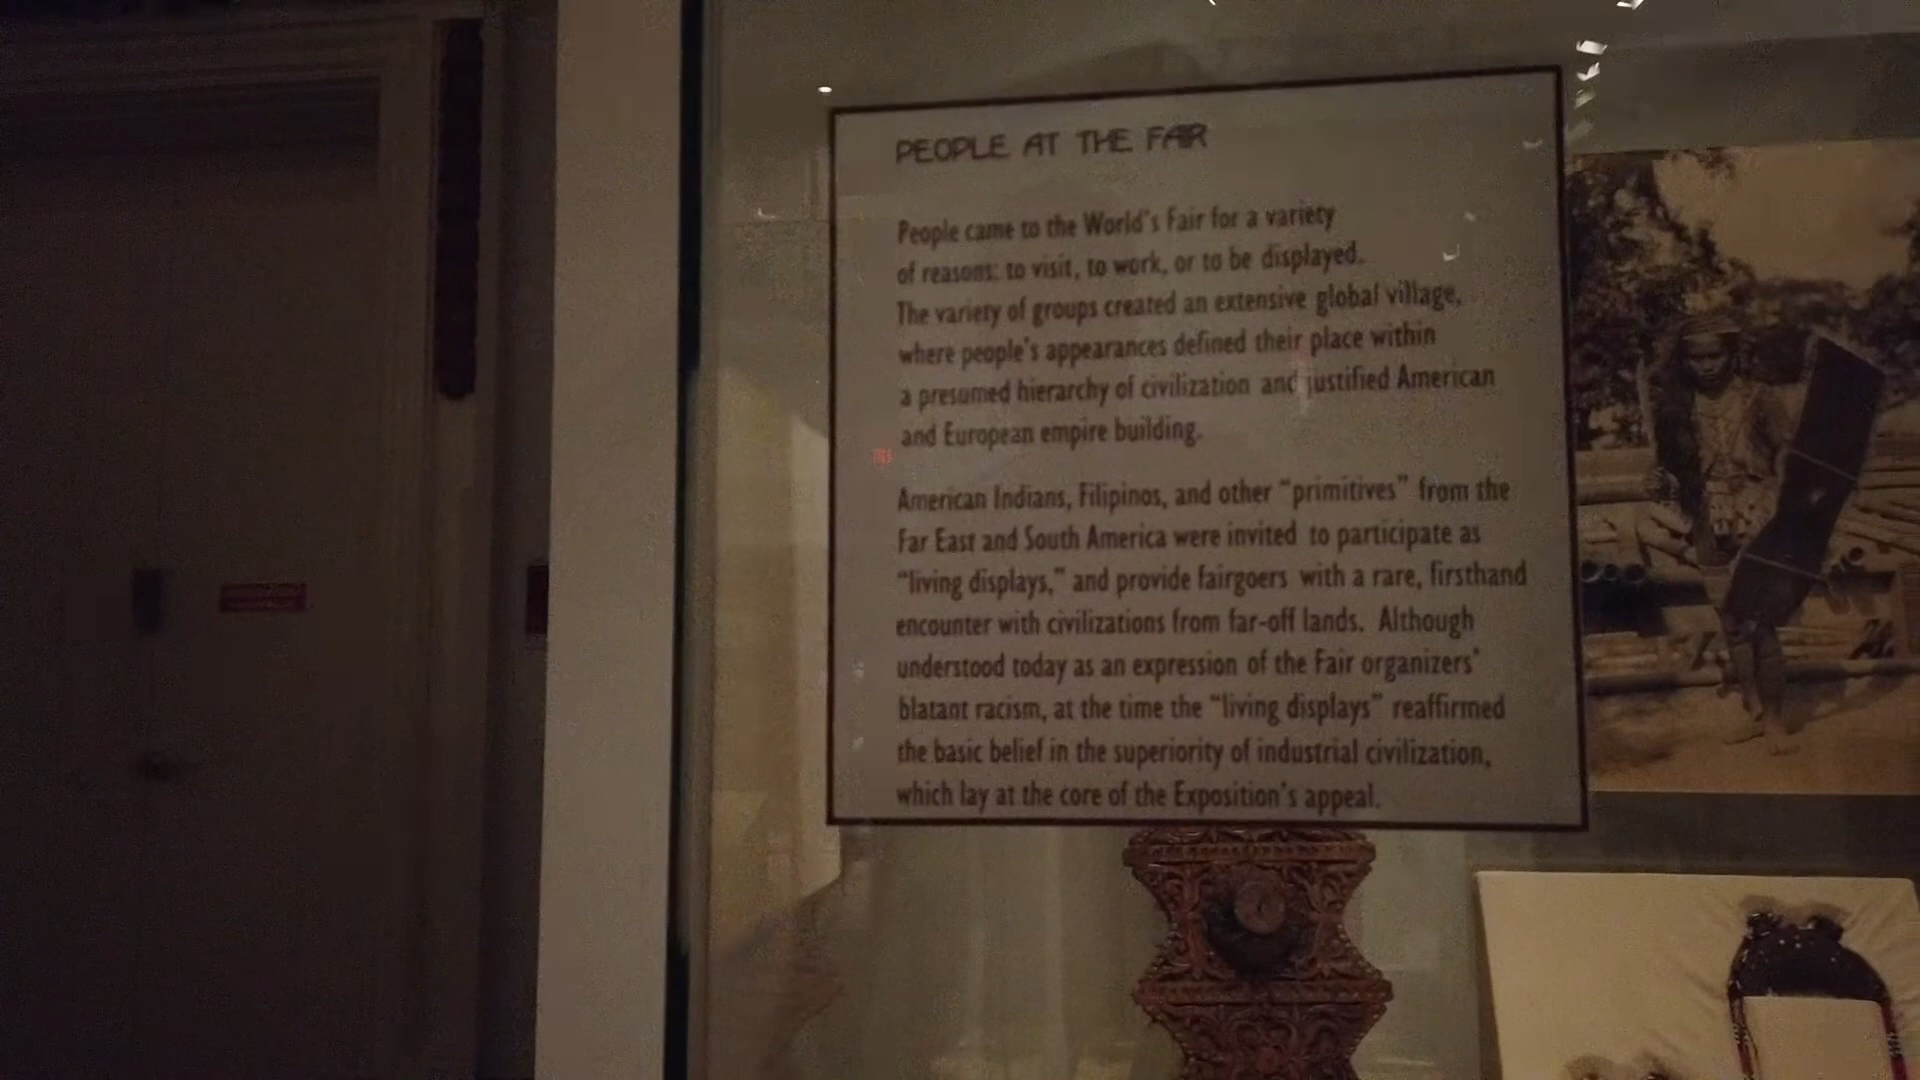 PEOPLE AT THE FAIR
People came to the World's Fair for a variety
of reasons: to visit, to work, or to be displayed.
The variety of groups created an extensive global village,
where people's appearances defined their place within
a presumed hierarchy of civilization and justified American
and European empire building.
American Indians, Filipinos, and other "primitives" from the
Far East and South America were invited to participate as
"living displays," and provide fairgoers with a rare, firsthand
encounter with civilizations from far-off lands. Although
understood today as an expression of the Fair organizers'
blatant racism, at the time the "living displays" reaffirmed
the basic belief in the superiority of industrial civilization,
which lay at the core of the Exposition's appeal.